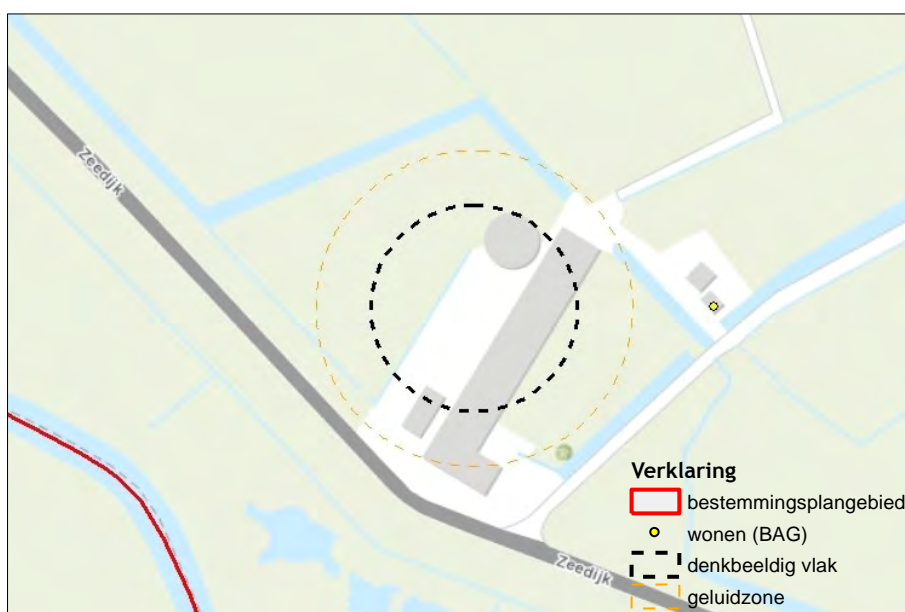 Zeedijk
Zeedijk
Verklaring
bestemmingsplangebied
wonen (BAG)
denkbeeldig vlak
geluidzone